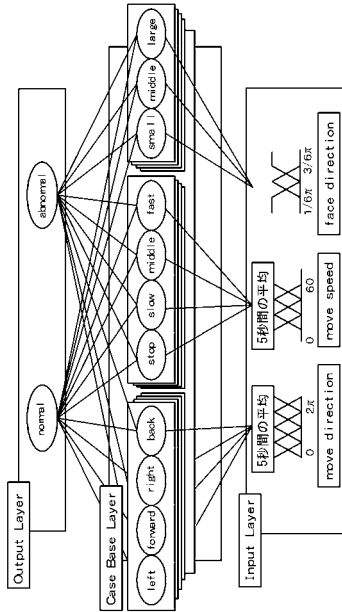 Output Layer
normal
abnormal
Case Base Layer
left
forward
right
back
stop
slow
middle
fast
small
middle
large
Input Layer
5秒間の平均
0 2π
move direction
5秒間の平均
0 60
move speed
1/6π 3/6π
face direction